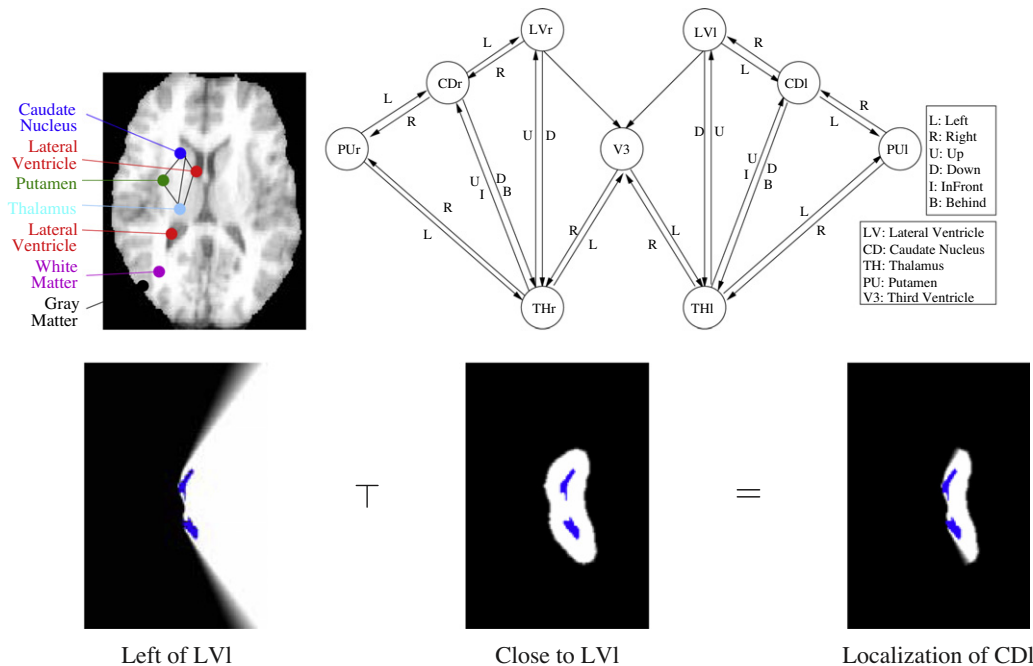 Caudate
Nucleus
Lateral
Ventricle
Putamen
Thalamus
Lateral
Ventricle
White
Matter
Gray
Matter
LVr
LVl
L
R
R
L
CDr
CDl
L
R
R
L
PUr
V3
PUl
U
D
D
U
U
I
D
B
U
I
D
B
R
L
R
L
L
R
L
R
THr
THl
L: Left
R: Right
U: Up
D: Down
I: InFront
B: Behind
LV: Lateral Ventricle
CD: Caudate Nucleus
TH: Thalamus
PU: Putamen
V3: Third Ventricle
⊤
=
Left of LVl
Close to LVl
Localization of CDl